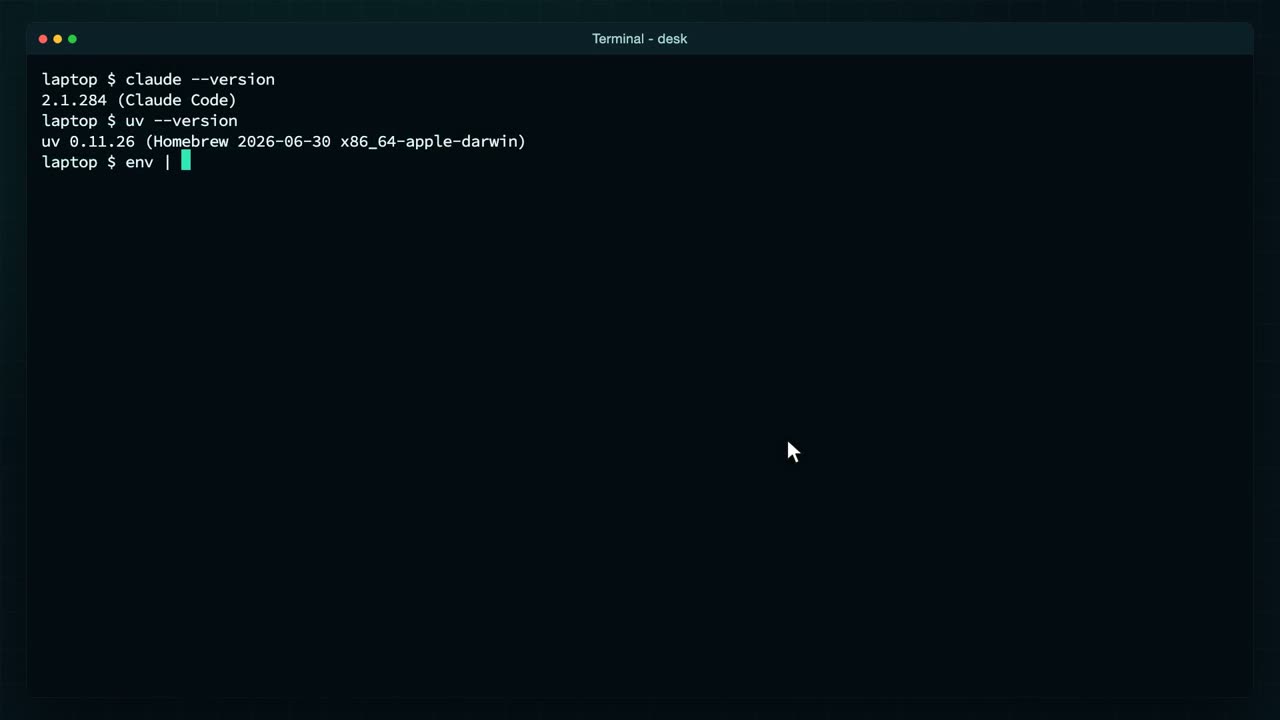 Terminal - desk
laptop $ claude --version
2.1.284 (Claude Code)
laptop $ uv --version
uv 0.11.26 (Homebrew 2026-06-30 x86_64-apple-darwin)
laptop $ env |